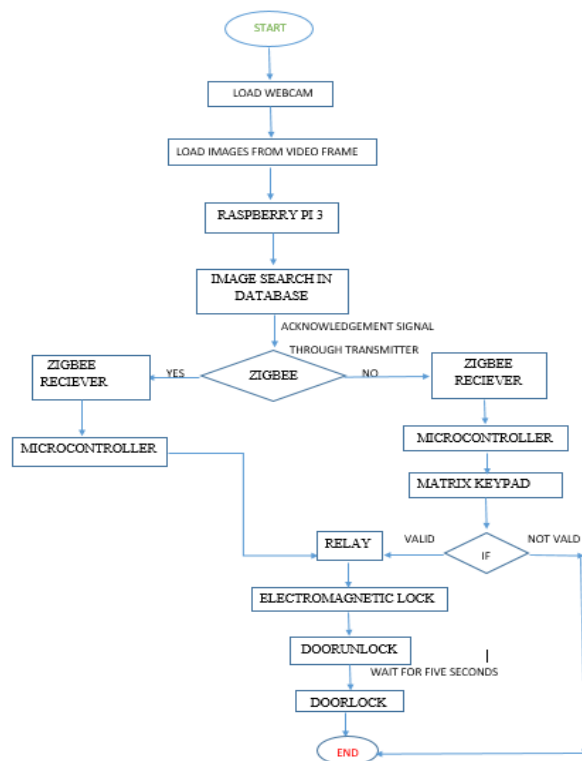 START
LOAD WEBCAM
LOAD IMAGES FROM VIDEO FRAME
RASPBERRY PI 3
IMAGE SEARCH IN
DATABASE
ACKNOWLEDGEMENT SIGNAL
THROUGH TRANSMITTER
ZIGBEE
YES
NO
ZIGBEE
RECIEVER
MICROCONTROLLER
ZIGBEE
RECIEVER
MICROCONTROLLER
MATRIX KEYPAD
IF
VALID
NOT VALD
RELAY
ELECTROMAGNETIC LOCK
DOORUNLOCK
WAIT FOR FIVE SECONDS
DOORLOCK
END